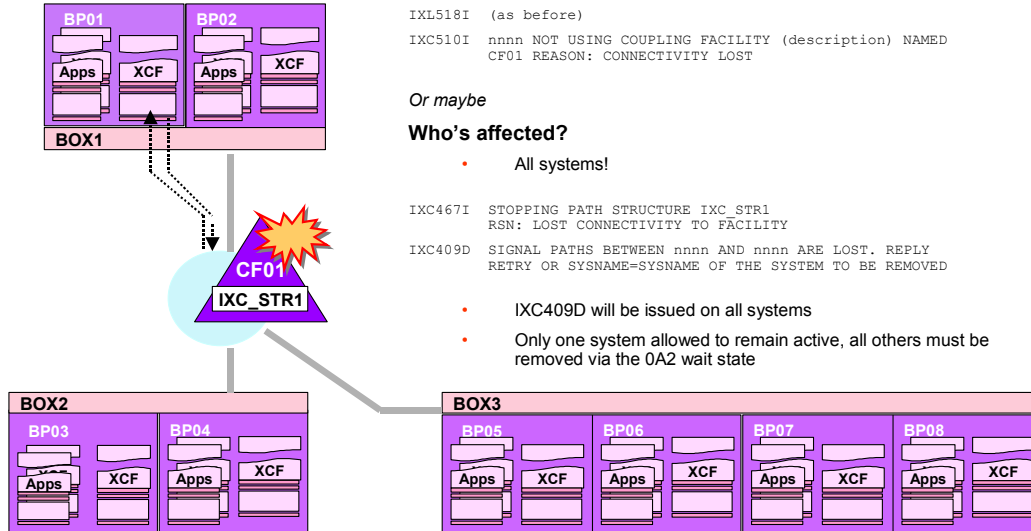 BP01
BP02
Apps
XCF
Apps
XCF
BOX1
IXL518I (as before)
IXC510I nnnn NOT USING COUPLING FACILITY (description) NAMED
CF01 REASON: CONNECTIVITY LOST
Or maybe
Who's affected?
• All systems!
IXC467I STOPPING PATH STRUCTURE IXC_STR1
RSN: LOST CONNECTIVITY TO FACILITY
IXC409D SIGNAL PATHS BETWEEN nnnn AND nnnn ARE LOST. REPLY
RETRY OR SYSNAME=SYSNAME OF THE SYSTEM TO BE REMOVED
• IXC409D will be issued on all systems
• Only one system allowed to remain active, all others must be
removed via the 0A2 wait state
CF01
IXC_STR1
BOX2
BP03
BP04
Apps
XCF
Apps
XCF
BOX3
BP05
BP06
BP07
BP08
Apps
XCF
Apps
XCF
Apps
XCF
Apps
XCF